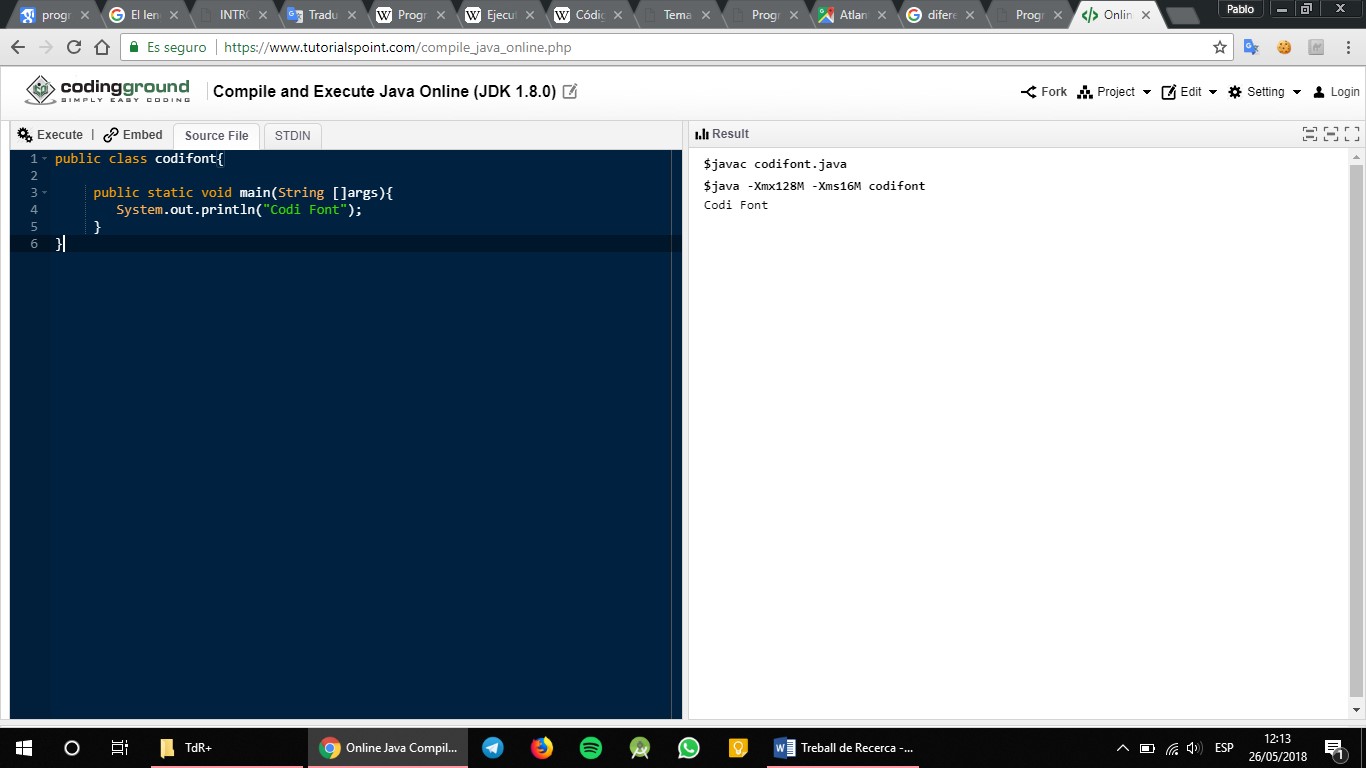 progr El len INTRO Tradu Progr Ejecut Códig Tema Progr Atlan difere Progr Onlin Pablo
Es seguro https://www.tutorialspoint.com/compile_java_online.php
codingground
SIMPLY EASY CODING
Compile and Execute Java Online (JDK 1.8.0)
Fork Project Edit Setting Login
Execute | Embed Source File STDIN
Result
1 public class codifont{
2
3 public static void main(String []args){
4 System.out.println("Codi Font");
5 }
6 }
$javac codifont.java
$java -Xmx128M -Xms16M codifont
Codi Font
TdR+ Online Java Compil... Treball de Recerca -... ESP 12:13
26/05/2018 1